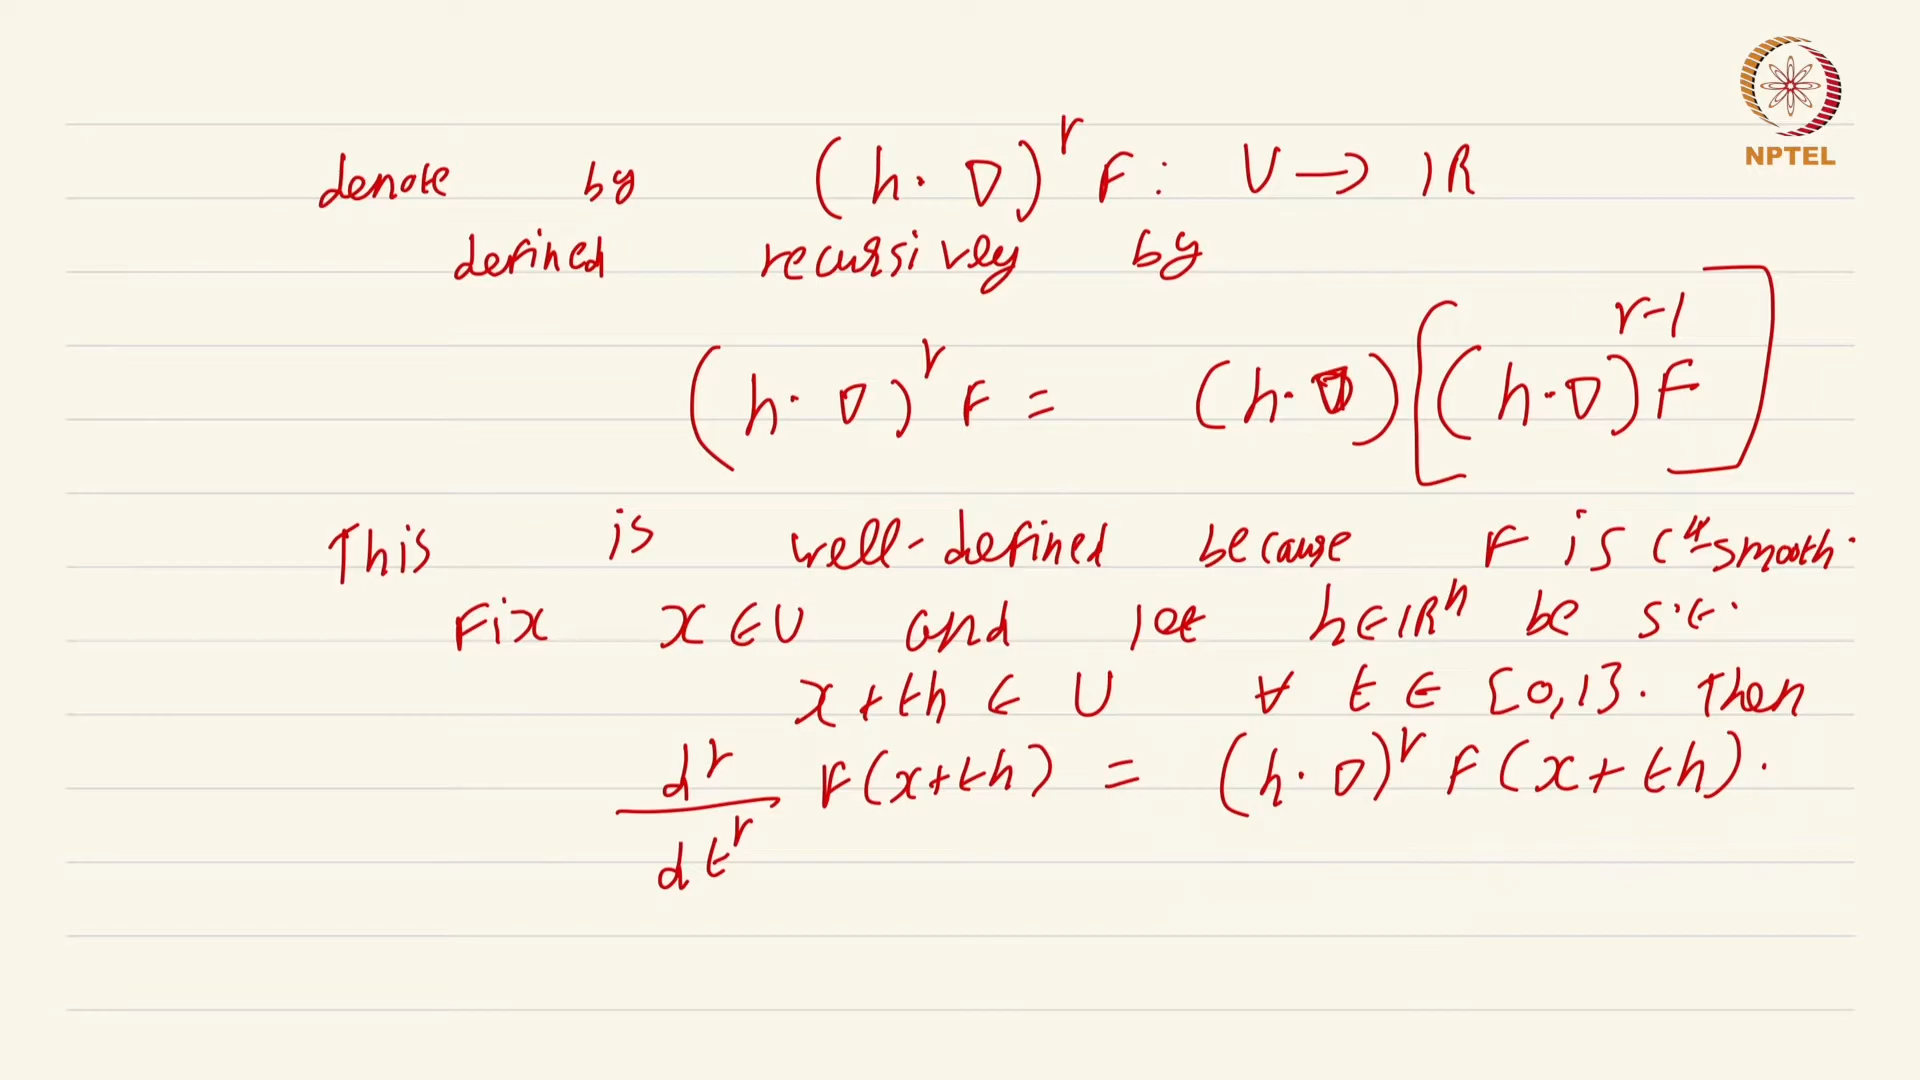 NPTEL
denote by (h·∇)^r F: U → ℝ
defined recursively by
(h·∇)^r F = (h·∇)[(h·∇)^{r-1} F]
This is well-defined because F is C^k-smooth.
Fix x ∈ U and let h ∈ ℝ^n be s.t.
x + th ∈ U ∀ t ∈ [0,1]. Then
d^r/dt^r F(x+th) = (h·∇)^r F(x+th).